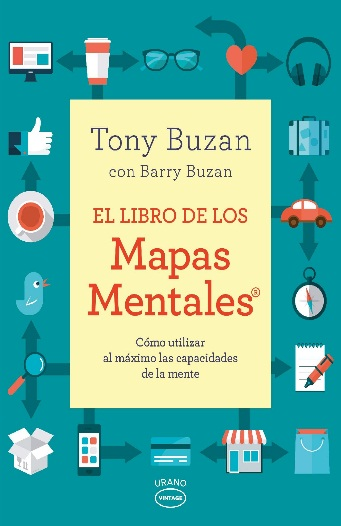 Tony Buzan
con Barry Buzan
EL LIBRO DE LOS
Mapas
Mentales®
Cómo utilizar
al máximo las capacidades
de la mente
URANO
VINTAGE